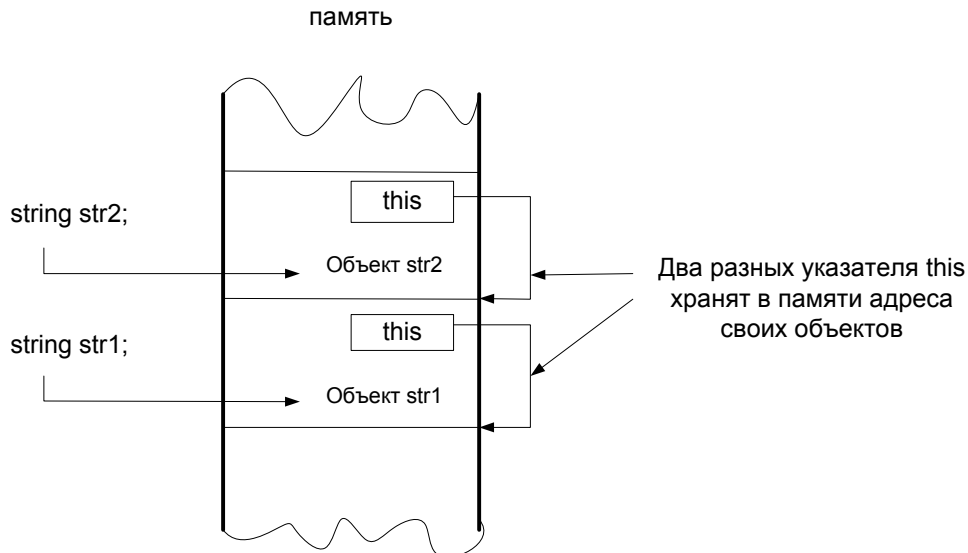 память
this
string str2;
Объект str2
Два разных указателя this
хранят в памяти адреса
своих объектов
this
string str1;
Объект str1